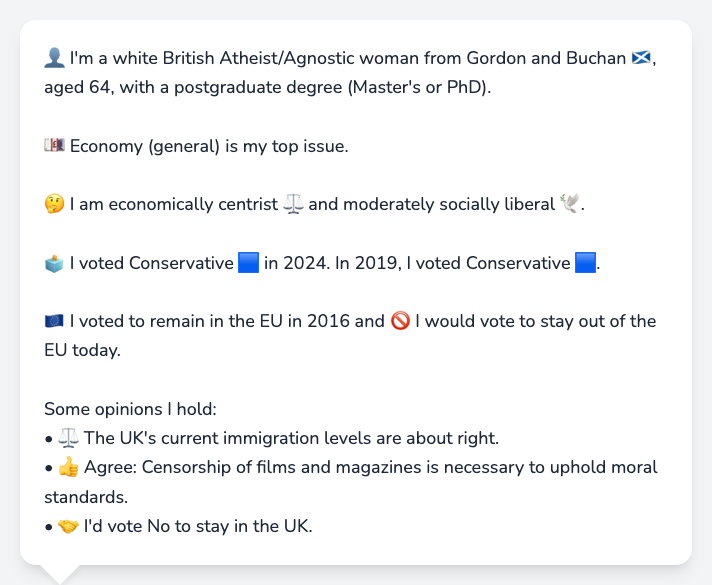 👤 I'm a white British Atheist/Agnostic woman from Gordon and Buchan 🏴󠁧󠁢󠁳󠁣󠁴󠁿,
aged 64, with a postgraduate degree (Master's or PhD).
💷 Economy (general) is my top issue.
🤔 I am economically centrist ⚖️ and moderately socially liberal 🕊️.
🗳️ I voted Conservative 🟦 in 2024. In 2019, I voted Conservative 🟦.
🇪🇺 I voted to remain in the EU in 2016 and 🚫 I would vote to stay out of the
EU today.
Some opinions I hold:
• ⚖️ The UK's current immigration levels are about right.
• 👍 Agree: Censorship of films and magazines is necessary to uphold moral
standards.
• 🤝 I'd vote No to stay in the UK.